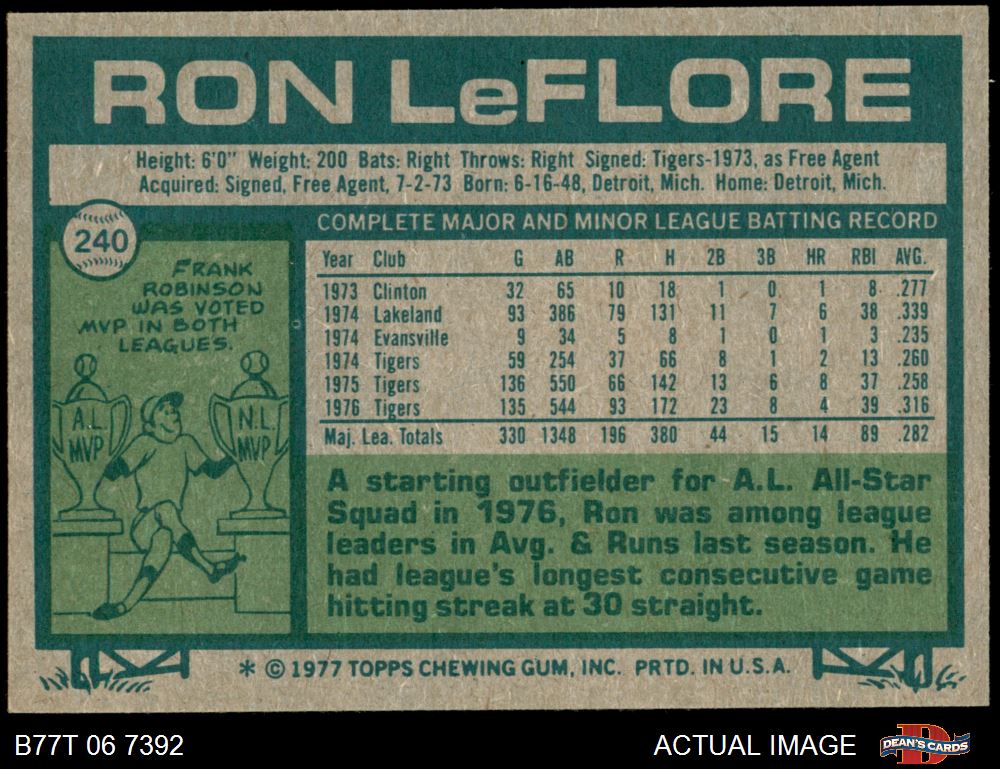 RON LeFLORE
Height: 6'0" Weight: 200 Bats: Right Throws: Right Signed: Tigers-1973, as Free Agent
Acquired: Signed, Free Agent, 7-2-73 Born: 6-16-48, Detroit, Mich. Home: Detroit, Mich.
240
FRANK
ROBINSON
WAS VOTED
MVP IN BOTH
LEAGUES.
A.L.
MVP
N.L.
MVP
COMPLETE MAJOR AND MINOR LEAGUE BATTING RECORD
Year Club G AB R H 2B 3B HR RBI AVG.
1973 Clinton 32 65 10 18 1 0 1 8 .277
1974 Lakeland 93 386 79 131 11 7 6 38 .339
1974 Evansville 9 34 5 8 1 0 1 3 .235
1974 Tigers 59 254 37 66 8 1 2 13 .260
1975 Tigers 136 550 66 142 13 6 8 37 .258
1976 Tigers 135 544 93 172 23 8 4 39 .316
Maj. Lea. Totals 330 1348 196 380 44 15 14 89 .282
A starting outfielder for A.L. All-Star
Squad in 1976, Ron was among league
leaders in Avg. & Runs last season. He
had league's longest consecutive game
hitting streak at 30 straight.
* © 1977 TOPPS CHEWING GUM, INC. PRTD. IN U.S.A.
B77T 06 7392
ACTUAL IMAGE
DEAN'S CARDS